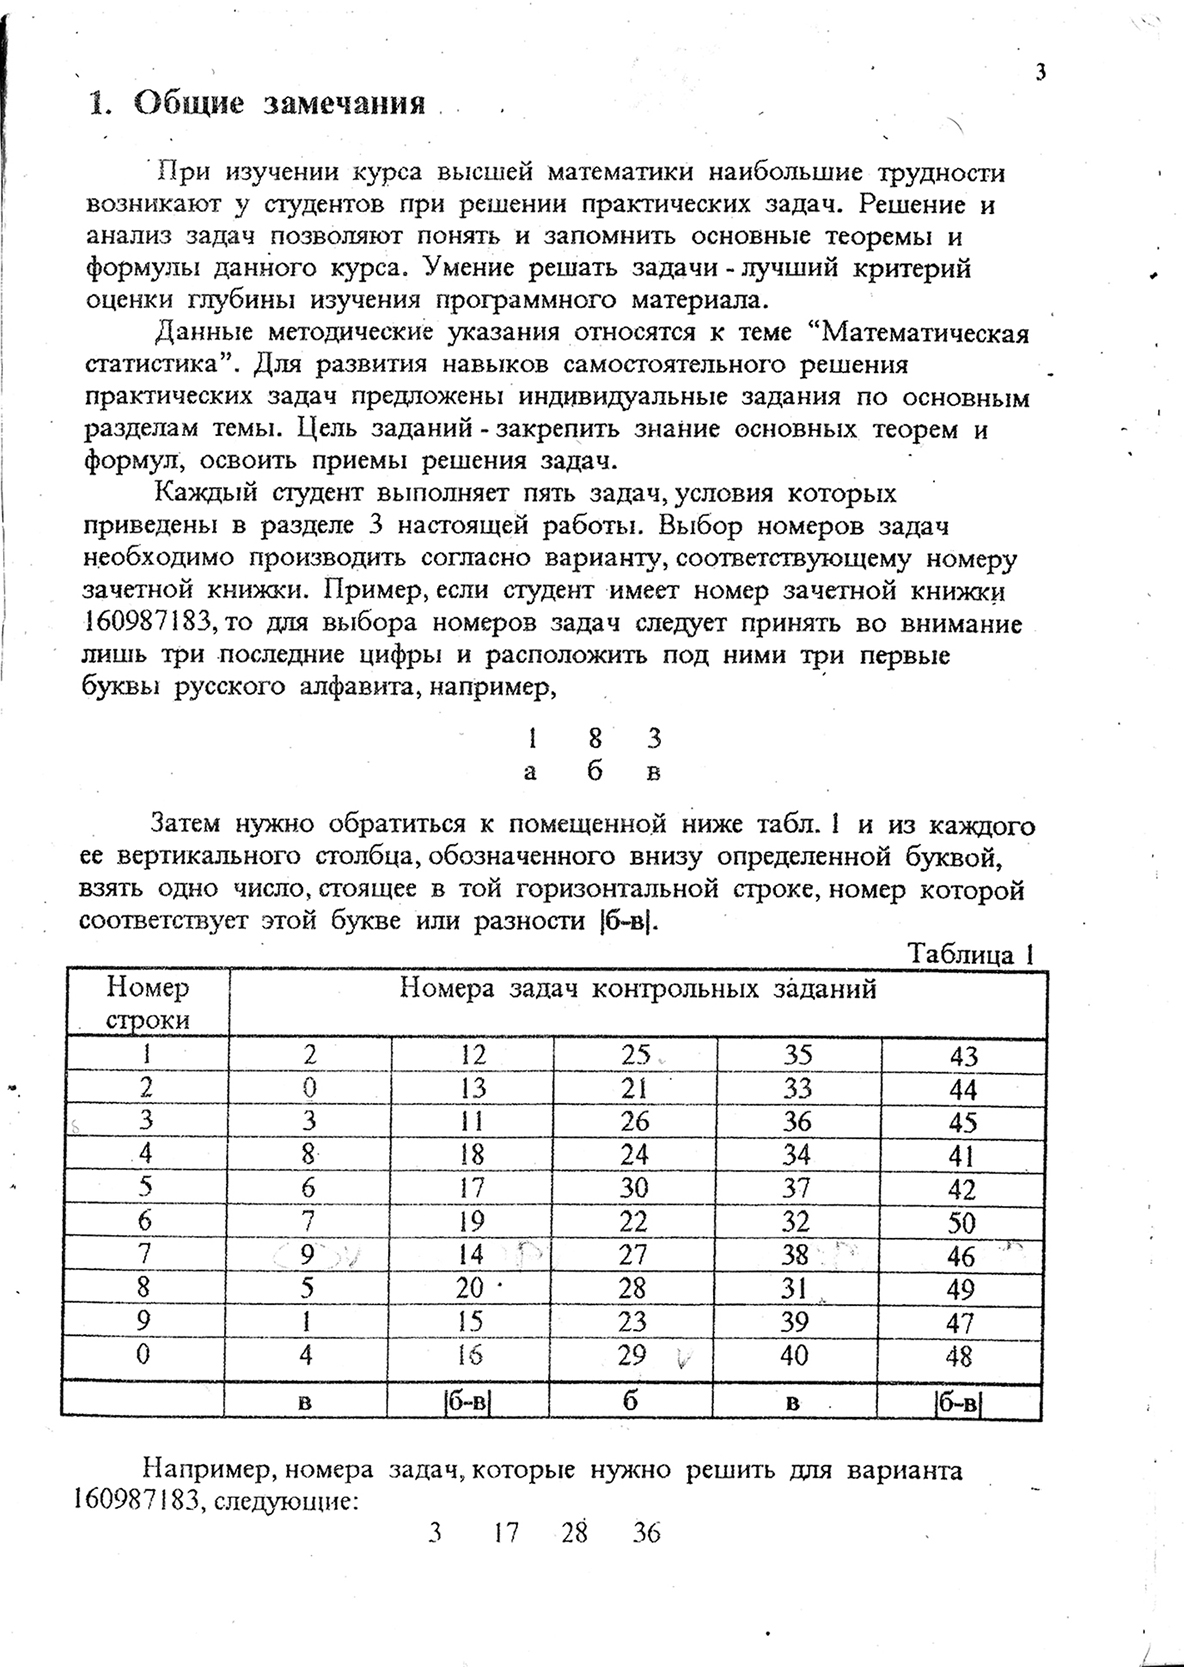 3
1. Общие замечания
При изучении курса высшей математики наибольшие трудности
возникают у студентов при решении практических задач. Решение и
анализ задач позволяют понять и запомнить основные теоремы и
формулы данного курса. Умение решать задачи - лучший критерий
оценки глубины изучения программного материала.
Данные методические указания относятся к теме “Математическая
статистика”. Для развития навыков самостоятельного решения
практических задач предложены индивидуальные задания по основным
разделам темы. Цель заданий - закрепить знание основных теорем и
формул, освоить приемы решения задач.
Каждый студент выполняет пять задач, условия которых
приведены в разделе 3 настоящей работы. Выбор номеров задач
необходимо производить согласно варианту, соответствующему номеру
зачетной книжки. Пример, если студент имеет номер зачетной книжки
160987183, то для выбора номеров задач следует принять во внимание
лишь три последние цифры и расположить под ними три первые
буквы русского алфавита, например,
1 8 3
а б в
Затем нужно обратиться к помещенной ниже табл. 1 и из каждого
ее вертикального столбца, обозначенного внизу определенной буквой,
взять одно число, стоящее в той горизонтальной строке, номер которой
соответствует этой букве или разности |б-в|.
Таблица 1
Номер Номера задач контрольных заданий
строки
1 2 12 25 35 43
2 0 13 21 33 44
3 3 11 26 36 45
4 8 18 24 34 41
5 6 17 30 37 42
6 7 19 22 32 50
7 9 14 27 38 46
8 5 20 28 31 49
9 1 15 23 39 47
0 4 16 29 40 48
в |б-в| б в |б-в|
Например, номера задач, которые нужно решить для варианта
160987183, следующие:
3 17 28 36